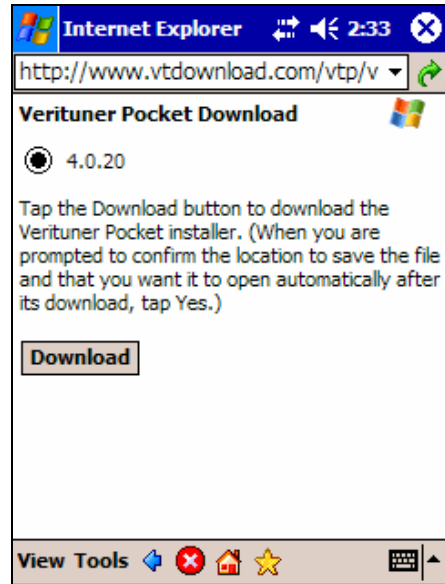 Internet Explorer 2:33
http://www.vtdownload.com/vtp/v
Verituner Pocket Download
4.0.20
Tap the Download button to download the
Verituner Pocket installer. (When you are
prompted to confirm the location to save the file
and that you want it to open automatically after
its download, tap Yes.)
Download
View Tools